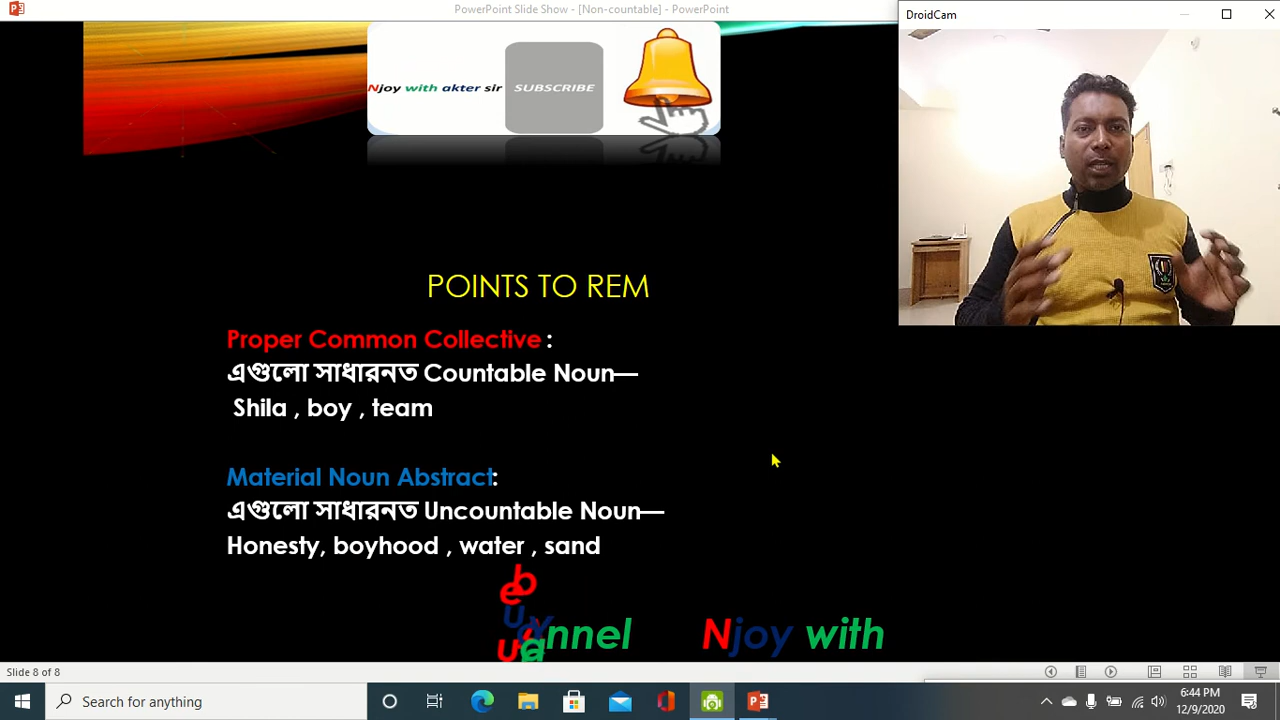 PowerPoint Slide Show - [Non-countable] - PowerPoint
DroidCam
Njoy with akter sir
SUBSCRIBE
POINTS TO REM
Proper Common Collective :
এগুলো সাধারনত Countable Noun—
Shila , boy , team
Material Noun Abstract:
এগুলো সাধারনত Uncountable Noun—
Honesty, boyhood , water , sand
nnel Njoy with
Slide 8 of 8
Search for anything
6:44 PM
12/9/2020